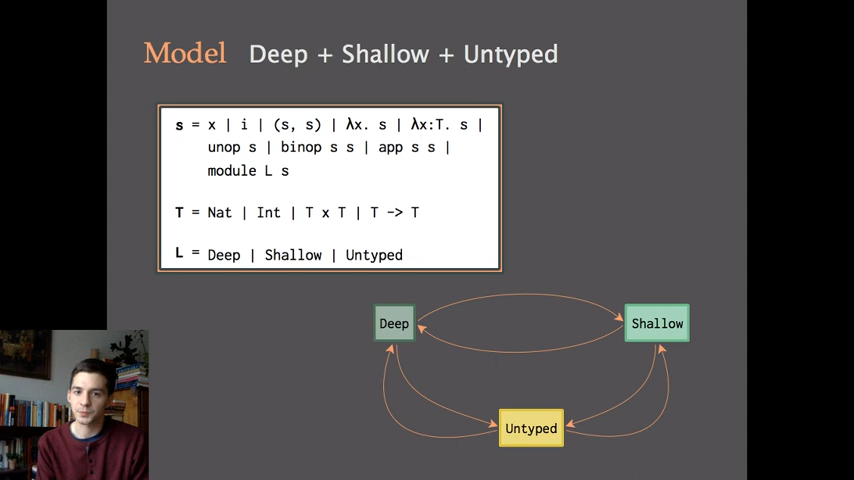 Model Deep + Shallow + Untyped
s = x | i | (s, s) | λx. s | λx:T. s |
unop s | binop s s | app s s |
module L s
T = Nat | Int | T x T | T -> T
L = Deep | Shallow | Untyped
Deep
Shallow
Untyped